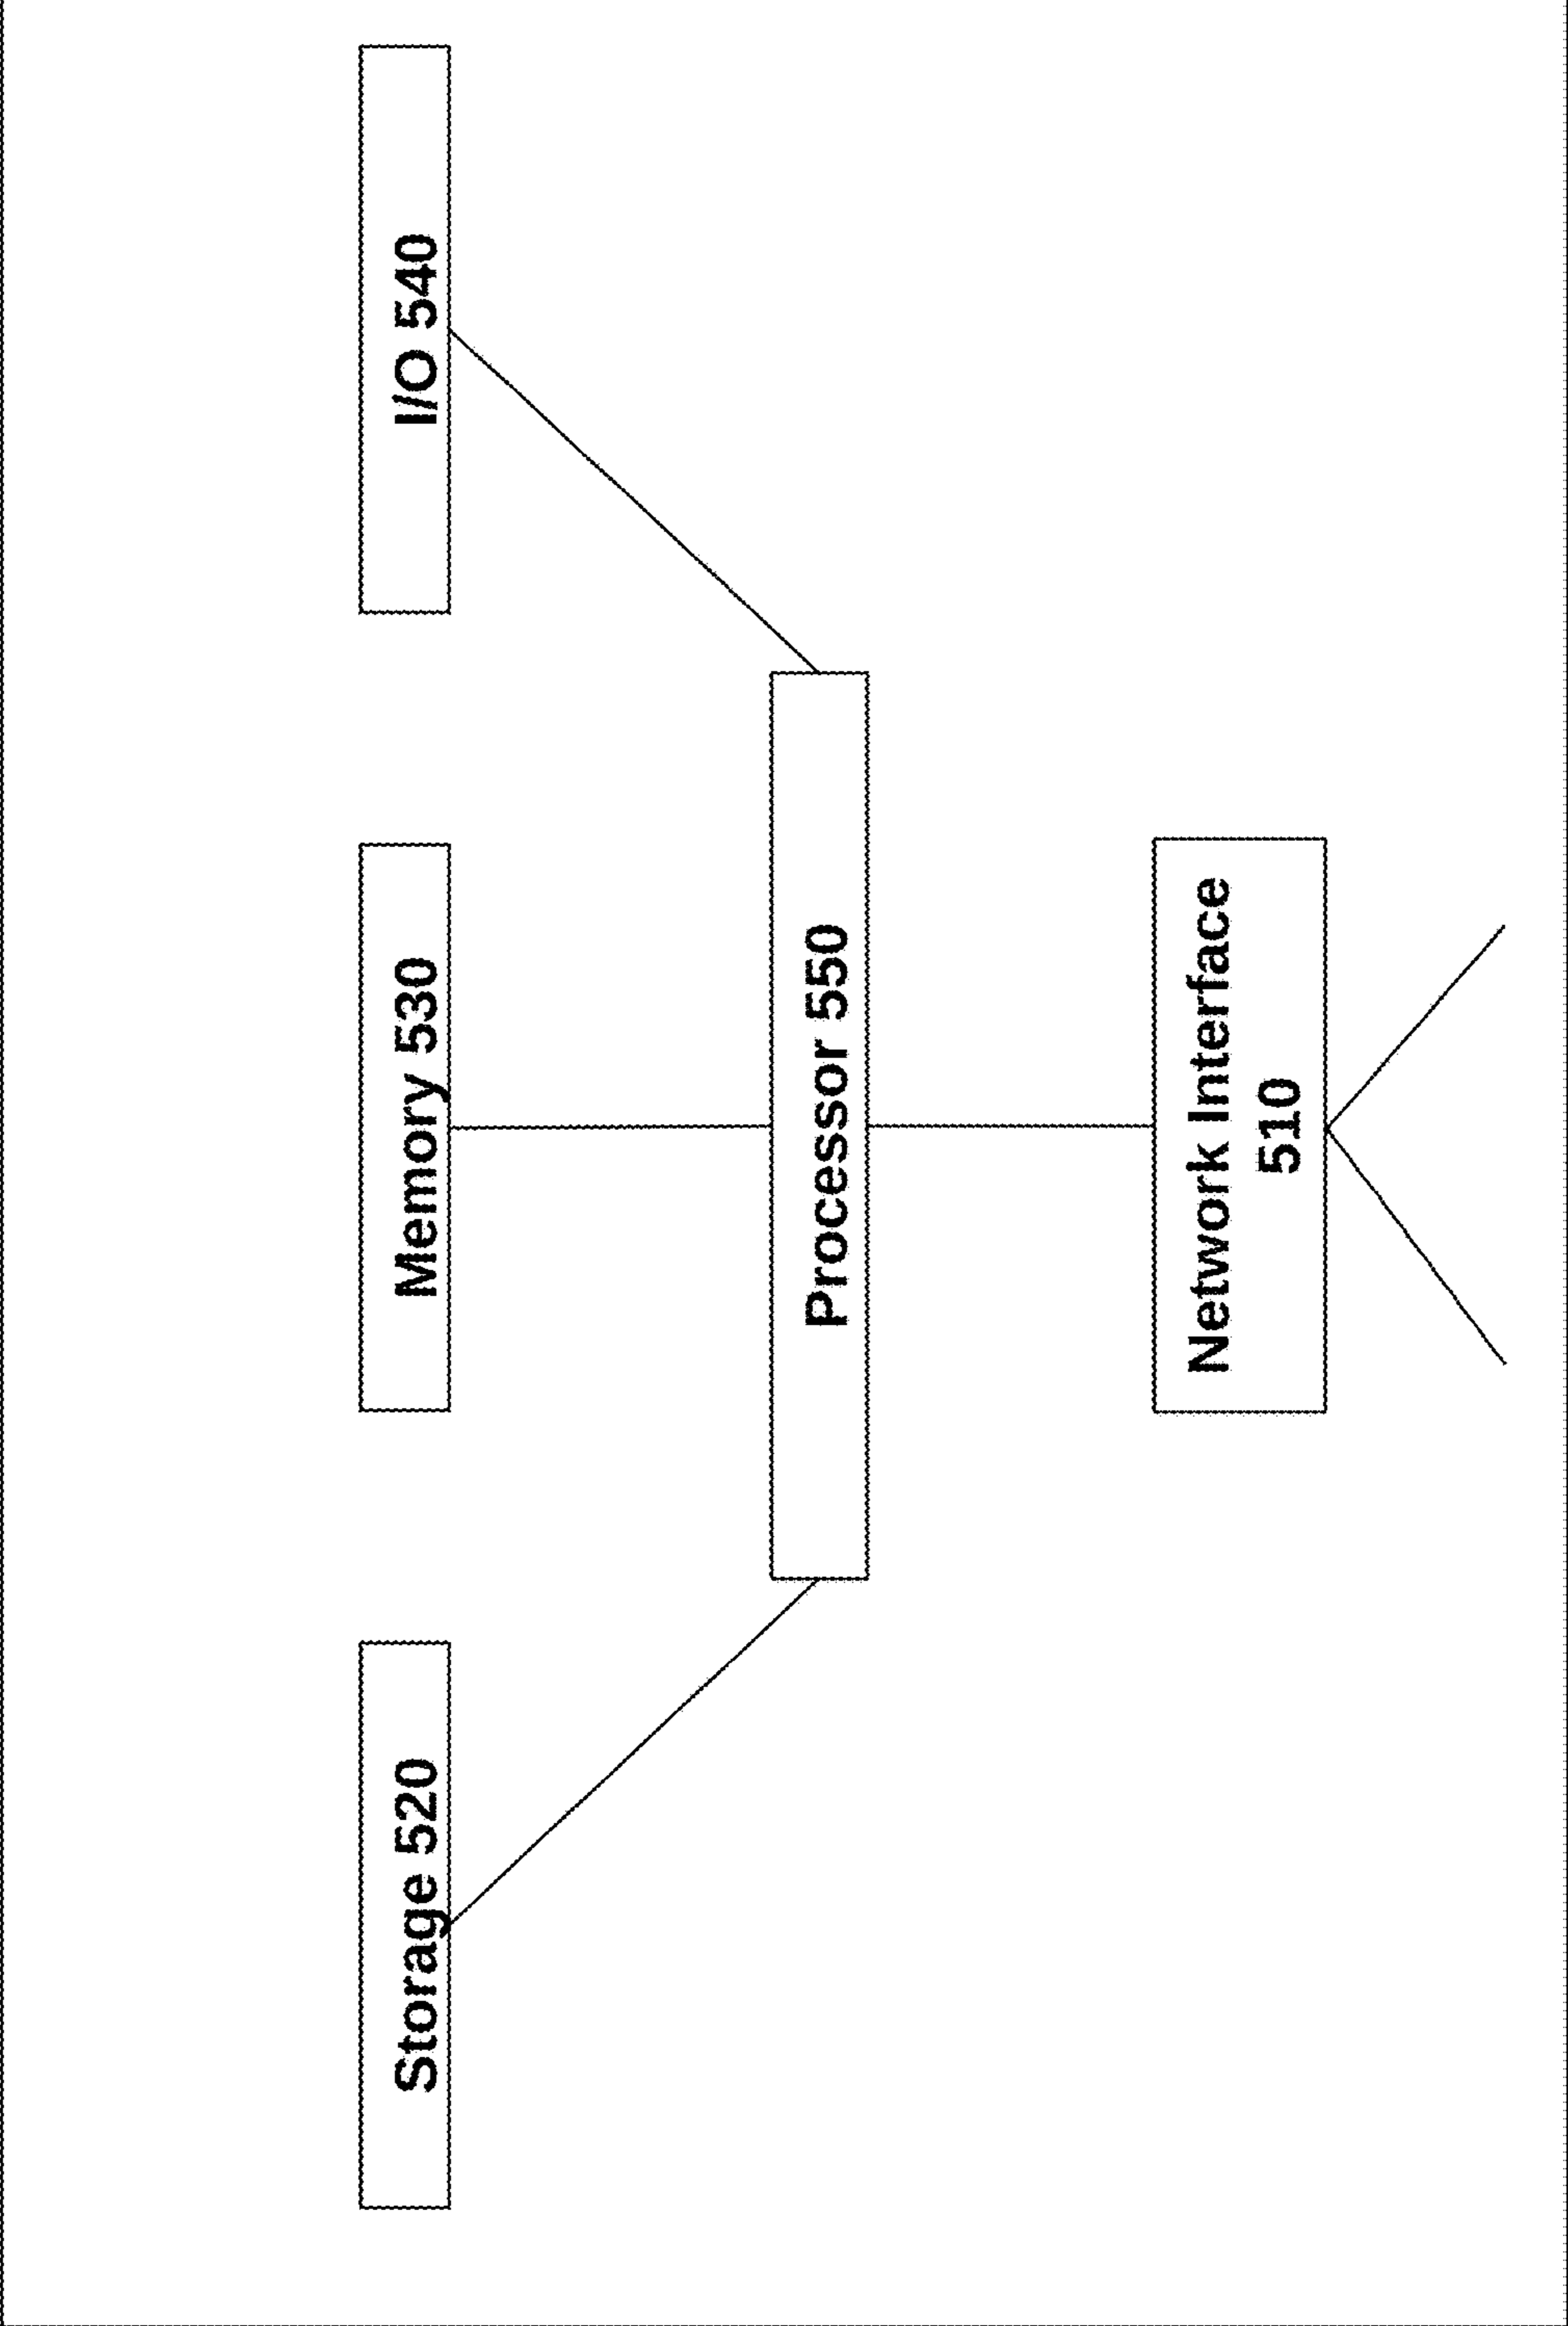 Storage 520
Memory 530
I/O 540
Processor 550
Network Interface
510